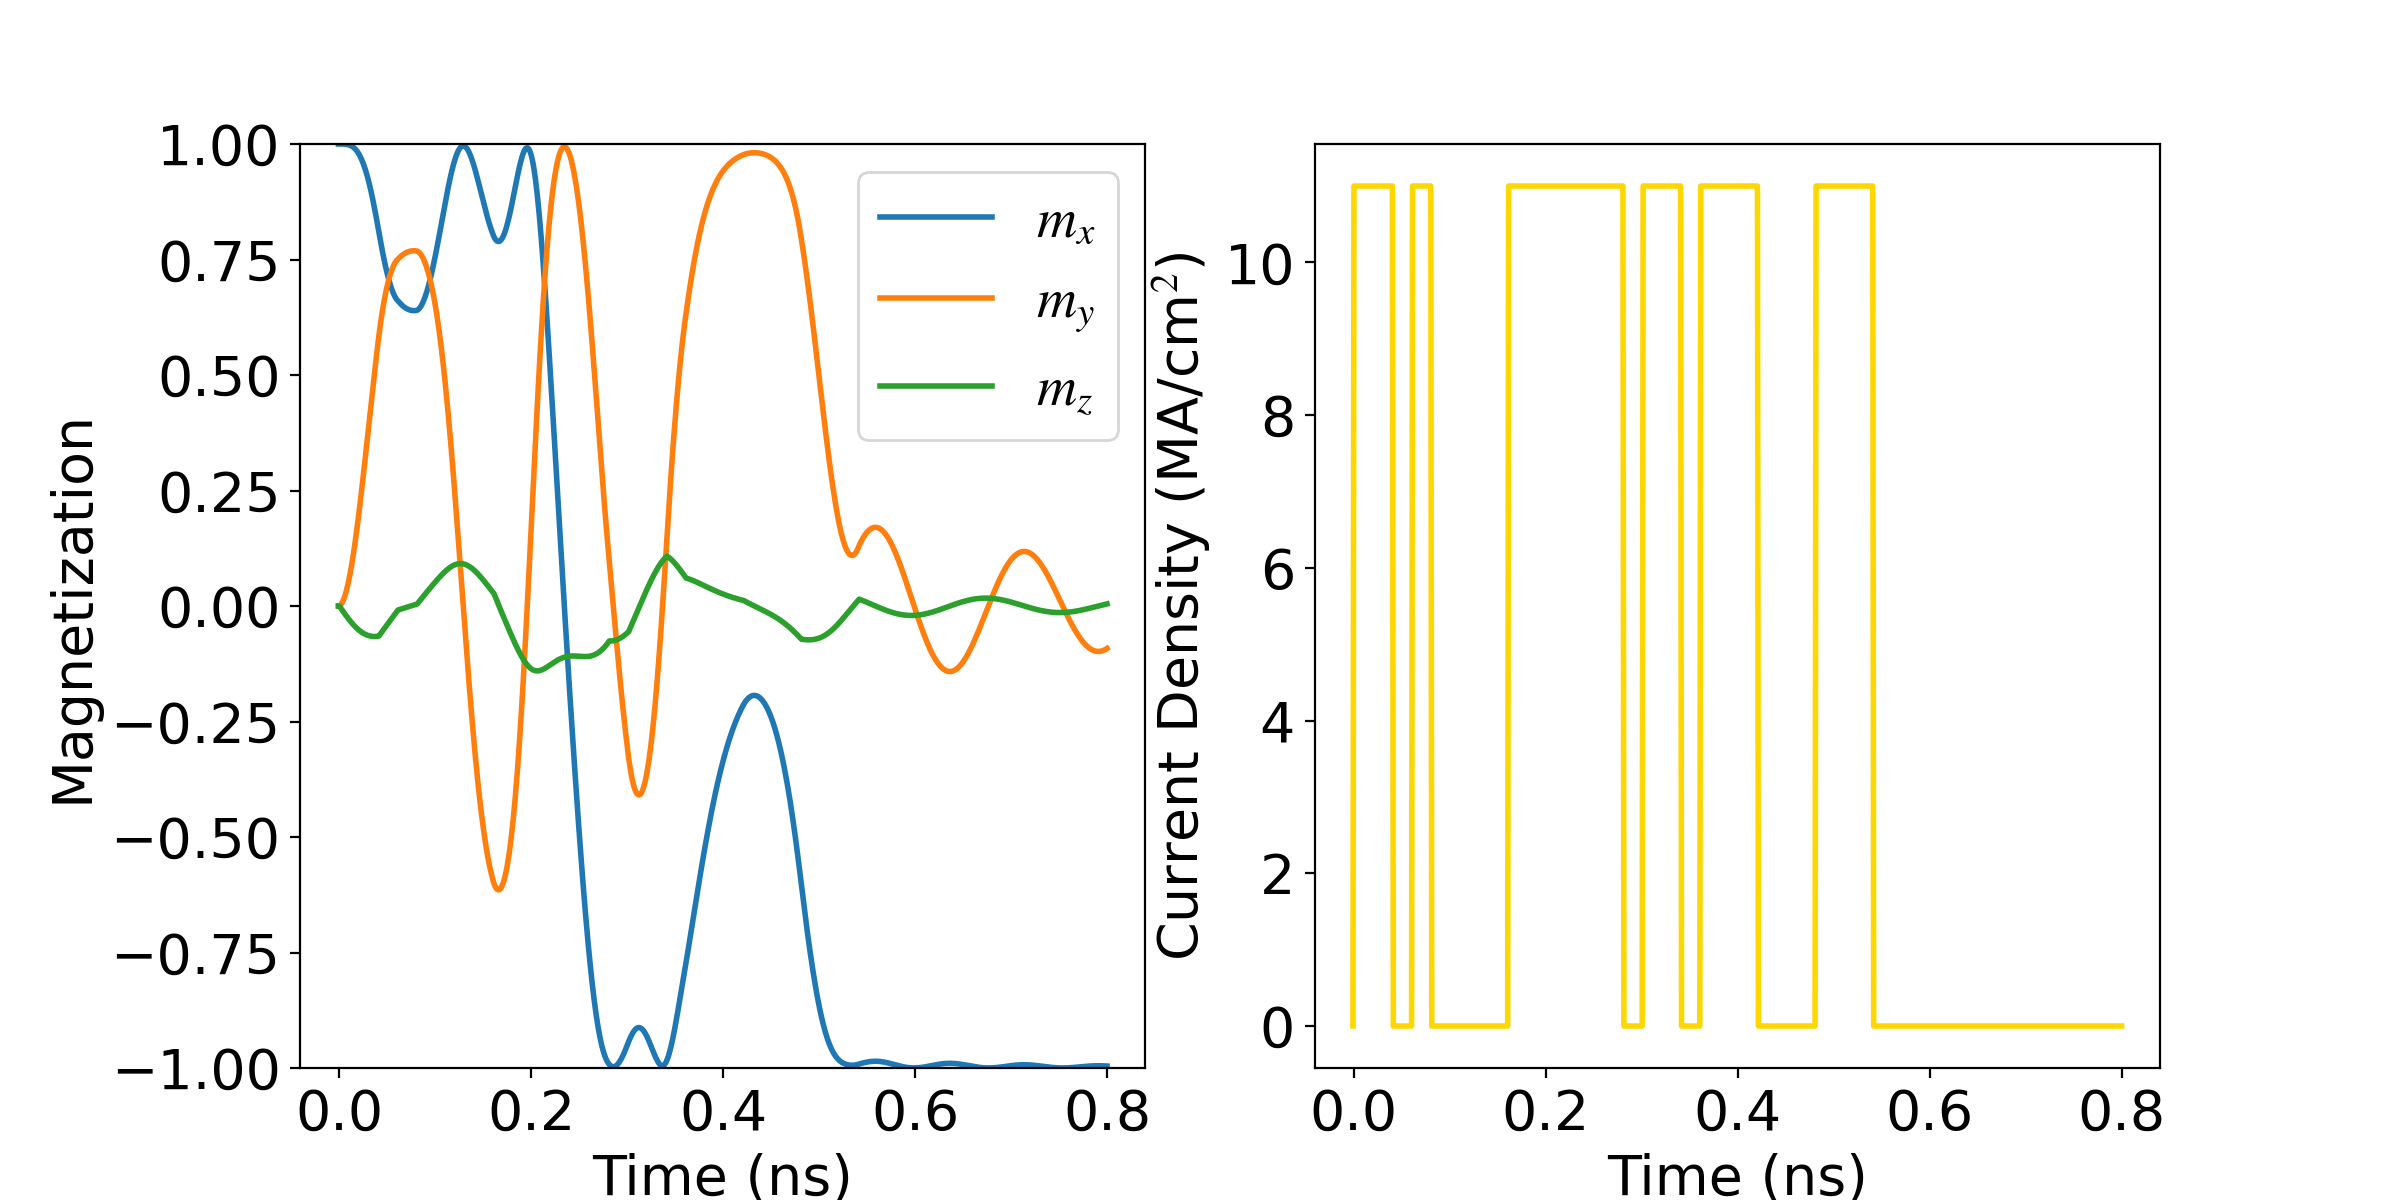 Magnetization
1.00
0.75
0.50
0.25
0.00
−0.25
−0.50
−0.75
−1.00
0.0 0.2 0.4 0.6 0.8
Time (ns)
m_x
m_y
m_z
Current Density (MA/cm²)
10
8
6
4
2
0
0.0 0.2 0.4 0.6 0.8
Time (ns)